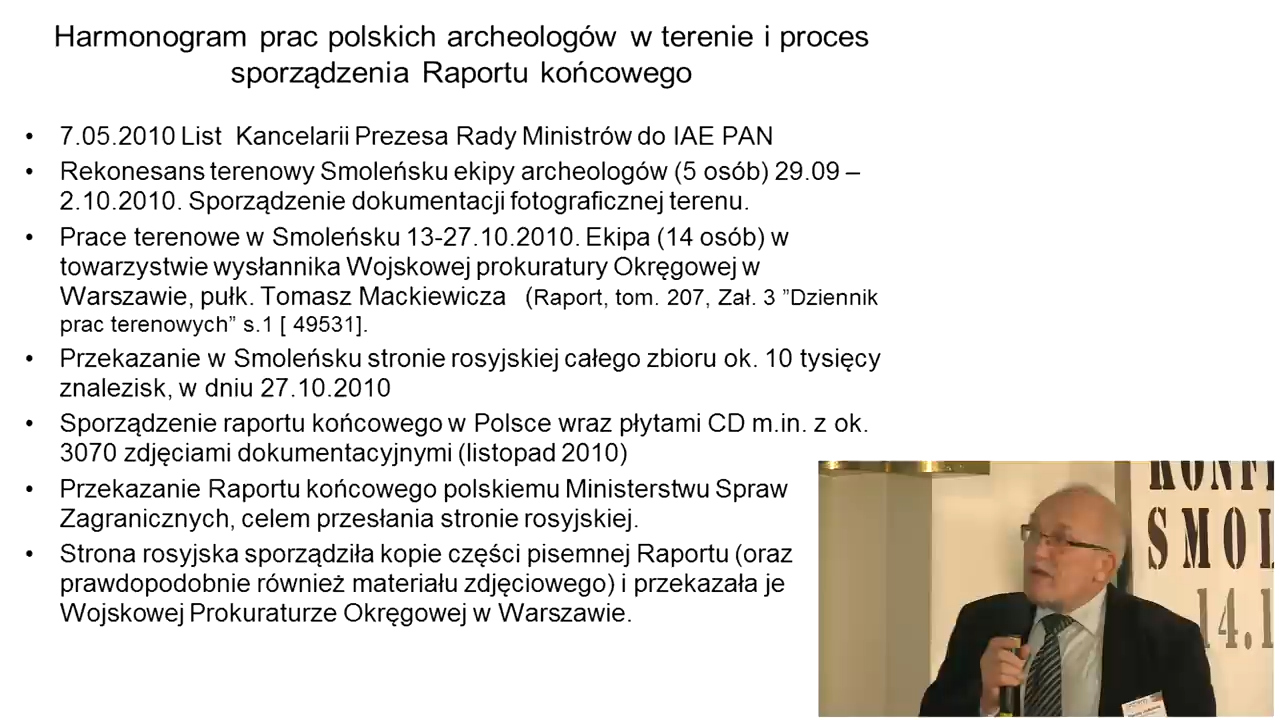 Harmonogram prac polskich archeologów w terenie i proces
sporządzenia Raportu końcowego
• 7.05.2010 List Kancelarii Prezesa Rady Ministrów do IAE PAN
• Rekonesans terenowy Smoleńsku ekipy archeologów (5 osób) 29.09 –
2.10.2010. Sporządzenie dokumentacji fotograficznej terenu.
• Prace terenowe w Smoleńsku 13-27.10.2010. Ekipa (14 osób) w
towarzystwie wysłannika Wojskowej prokuratury Okręgowej w
Warszawie, pułk. Tomasz Mackiewicza (Raport, tom. 207, Zał. 3 ”Dziennik
prac terenowych” s.1 [ 49531].
• Przekazanie w Smoleńsku stronie rosyjskiej całego zbioru ok. 10 tysięcy
znalezisk, w dniu 27.10.2010
• Sporządzenie raportu końcowego w Polsce wraz płytami CD m.in. z ok.
3070 zdjęciami dokumentacyjnymi (listopad 2010)
• Przekazanie Raportu końcowego polskiemu Ministerstwu Spraw
Zagranicznych, celem przesłania stronie rosyjskiej.
• Strona rosyjska sporządziła kopie części pisemnej Raportu (oraz
prawdopodobnie również materiału zdjęciowego) i przekazała je
Wojskowej Prokuraturze Okręgowej w Warszawie.
KONF
SMOL
14.1